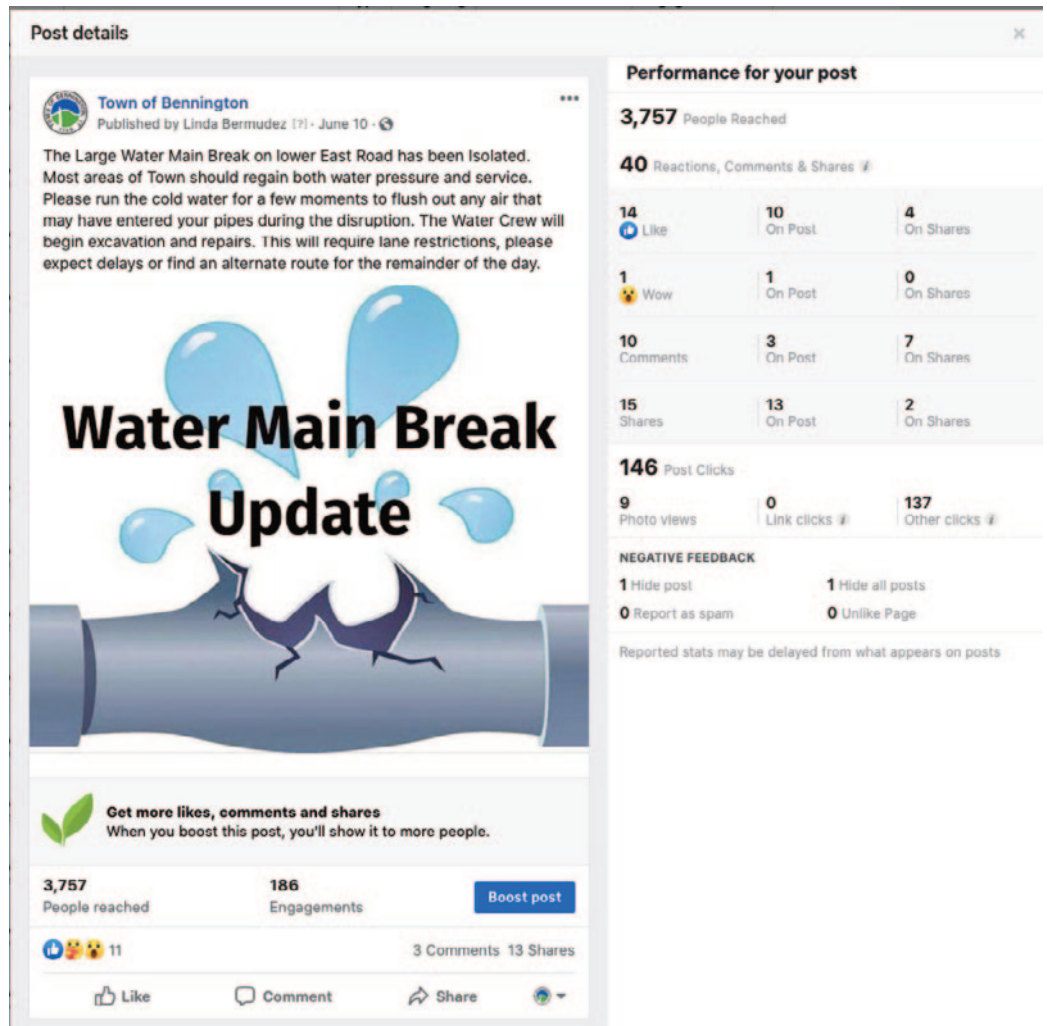 Post details
×
Town of Bennington
Published by Linda Bermudez [?] · June 10 ·
The Large Water Main Break on lower East Road has been Isolated.
Most areas of Town should regain both water pressure and service.
Please run the cold water for a few moments to flush out any air that
may have entered your pipes during the disruption. The Water Crew will
begin excavation and repairs. This will require lane restrictions, please
expect delays or find an alternate route for the remainder of the day.
Water Main Break
Update
Get more likes, comments and shares
When you boost this post, you'll show it to more people.
3,757
People reached
186
Engagements
Boost post
11
3 Comments 13 Shares
Like
Comment
Share
Performance for your post
3,757 People Reached
40 Reactions, Comments & Shares
14
Like
10
On Post
4
On Shares
1
Wow
1
On Post
0
On Shares
10
Comments
3
On Post
7
On Shares
15
Shares
13
On Post
2
On Shares
146 Post Clicks
9
Photo views
0
Link clicks
137
Other clicks
NEGATIVE FEEDBACK
1 Hide post
1 Hide all posts
0 Report as spam
0 Unlike Page
Reported stats may be delayed from what appears on posts